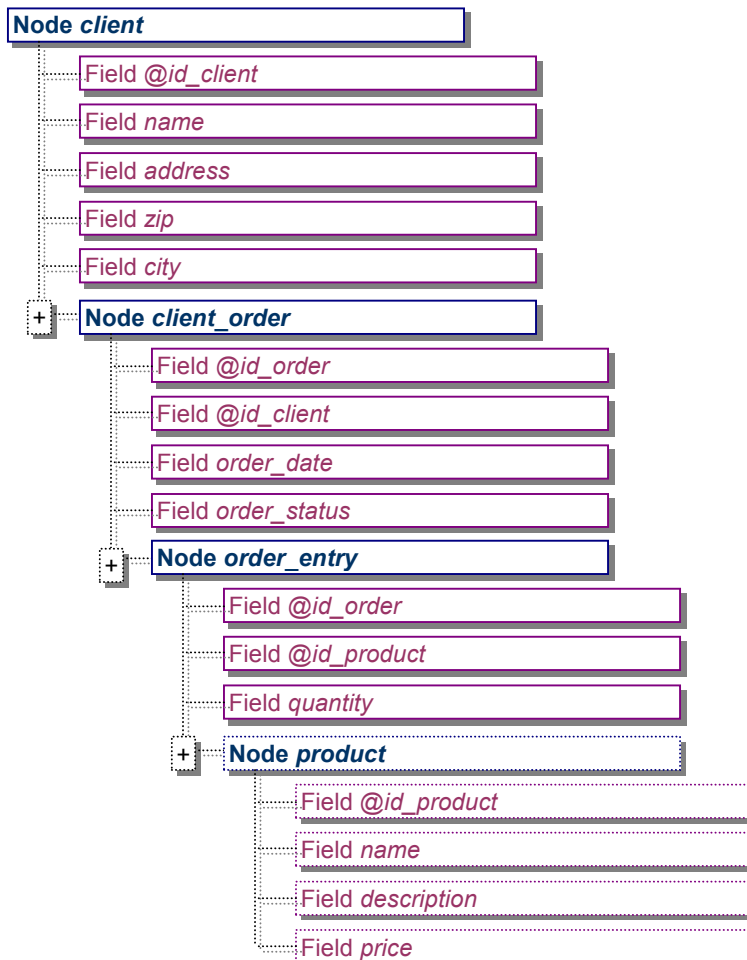 Node client
Field @id_client
Field name
Field address
Field zip
Field city
+ Node client_order
Field @id_order
Field @id_client
Field order_date
Field order_status
+ Node order_entry
Field @id_order
Field @id_product
Field quantity
+ Node product
Field @id_product
Field name
Field description
Field price